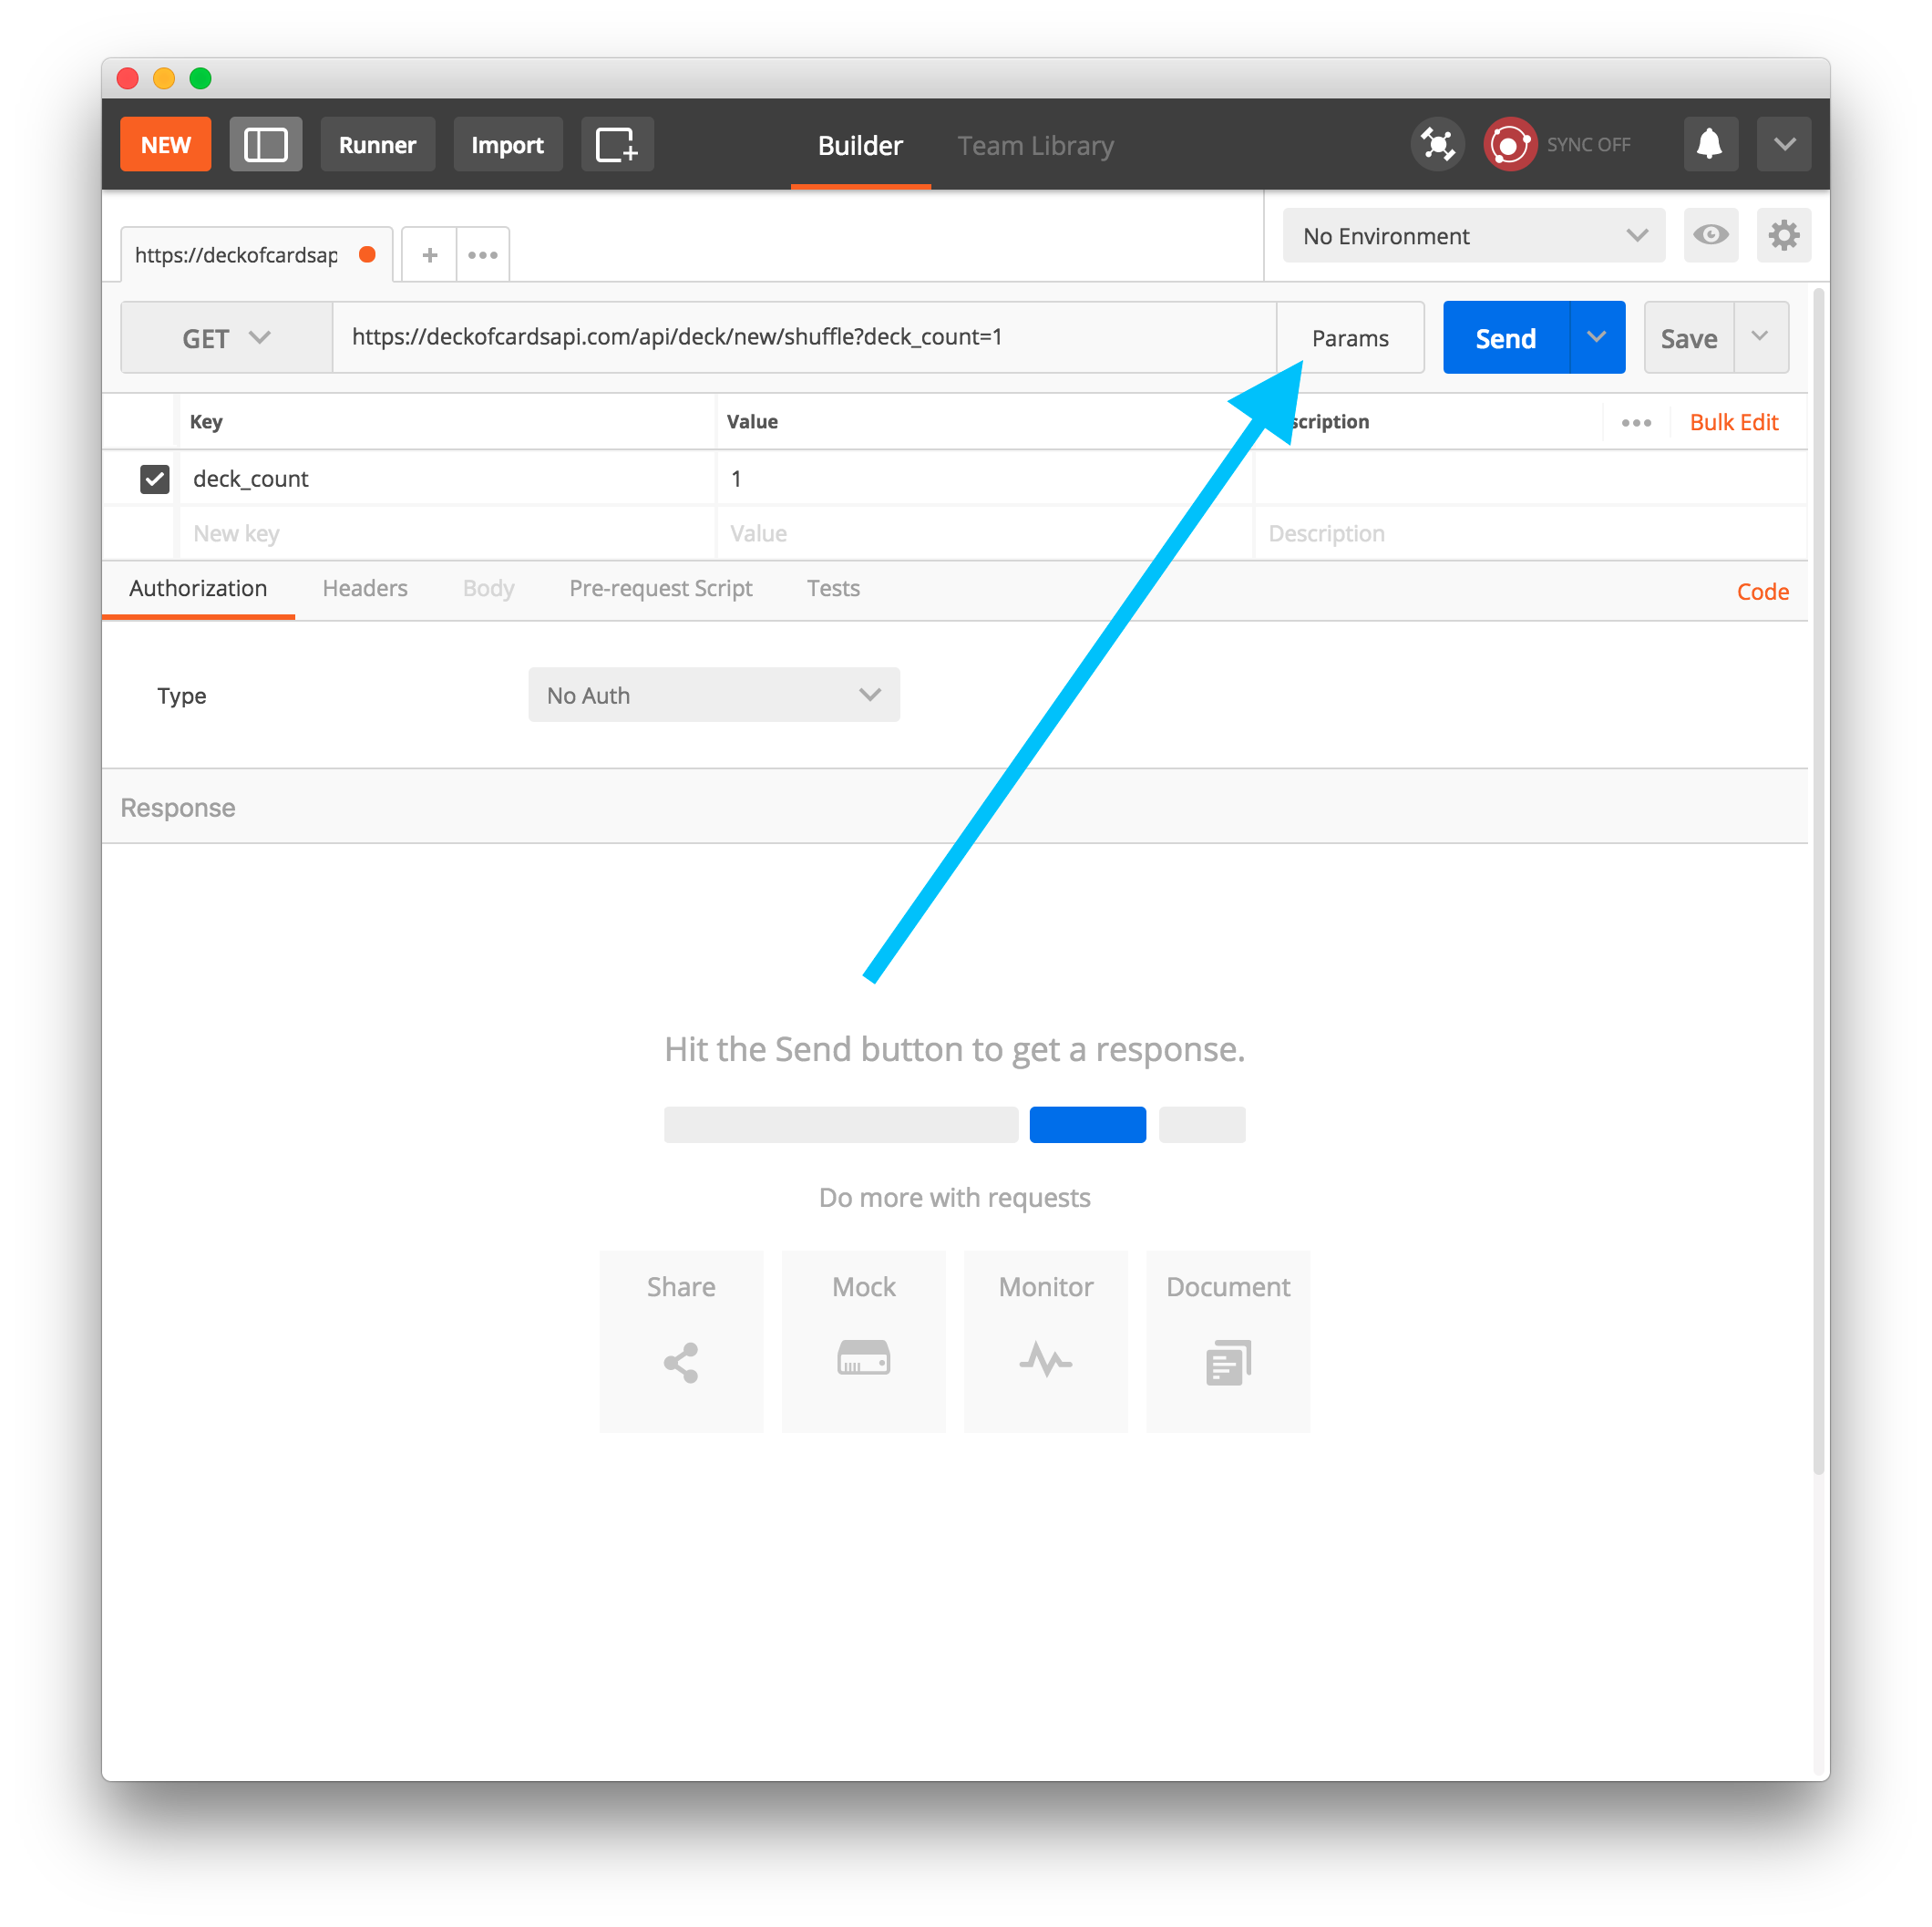 NEW Runner Import Builder Team Library SYNC OFF
https://deckofcardsap + ••• No Environment
GET https://deckofcardsapi.com/api/deck/new/shuffle?deck_count=1 Params Send Save
Key Value scription ••• Bulk Edit
deck_count 1
New key Value Description
Authorization Headers Body Pre-request Script Tests Code
Type No Auth
Response
Hit the Send button to get a response.
Do more with requests
Share Mock Monitor Document